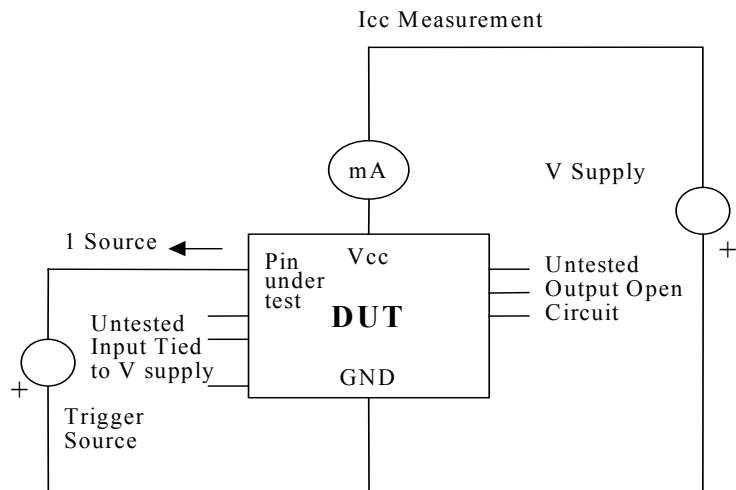 Icc Measurement
mA
V Supply
+
1 Source
Vcc
Pin
under
test
DUT
GND
Untested
Output Open
Circuit
Untested
Input Tied
to V supply
+
Trigger
Source